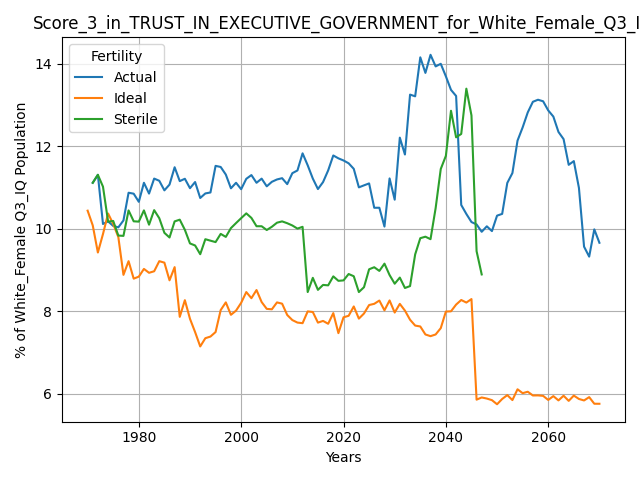 Score_3_in_TRUST_IN_EXECUTIVE_GOVERNMENT_for_White_Female_Q3_I
Fertility
Actual
Ideal
Sterile
% of White_Female Q3_IQ Population
14
12
10
8
6
1980
2000
2020
2040
2060
Years